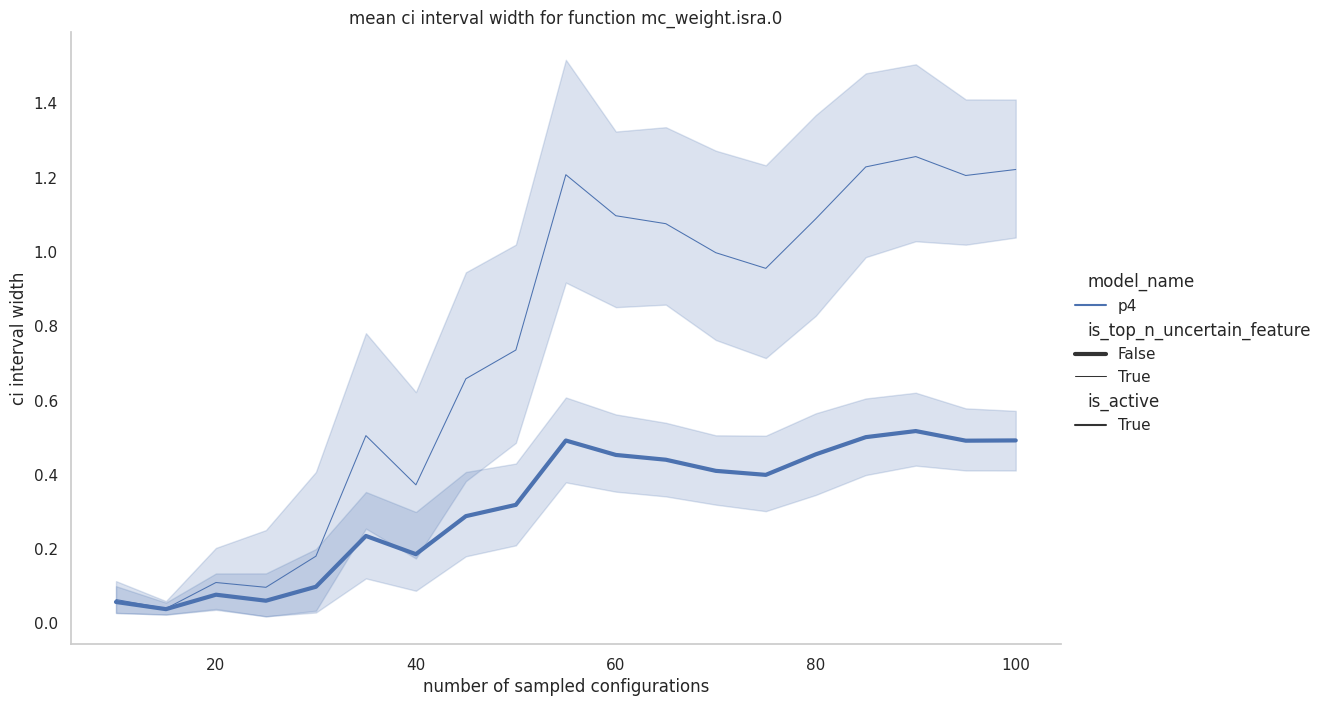 mean ci interval width for function mc_weight.isra.0
ci interval width
1.4
1.2
1.0
0.8
0.6
0.4
0.2
0.0
20
40
60
80
100
number of sampled configurations
model_name
p4
is_top_n_uncertain_feature
False
True
is_active
True